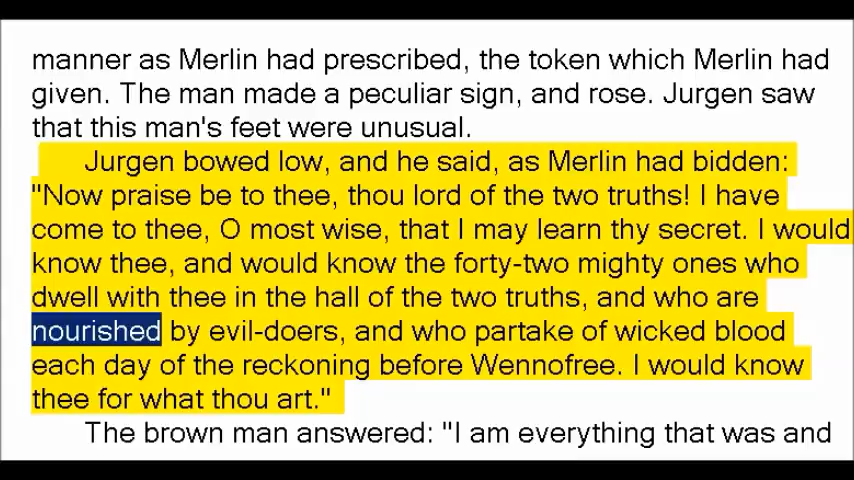 manner as Merlin had prescribed, the token which Merlin had
given. The man made a peculiar sign, and rose. Jurgen saw
that this man's feet were unusual.
Jurgen bowed low, and he said, as Merlin had bidden:
"Now praise be to thee, thou lord of the two truths! I have
come to thee, O most wise, that I may learn thy secret. I would
know thee, and would know the forty-two mighty ones who
dwell with thee in the hall of the two truths, and who are
nourished by evil-doers, and who partake of wicked blood
each day of the reckoning before Wennofree. I would know
thee for what thou art."
The brown man answered: "I am everything that was and